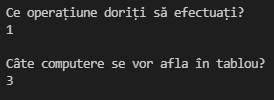 Ce operațiune doriți să efectuați?
1
Câte computere se vor afla în tablou?
3